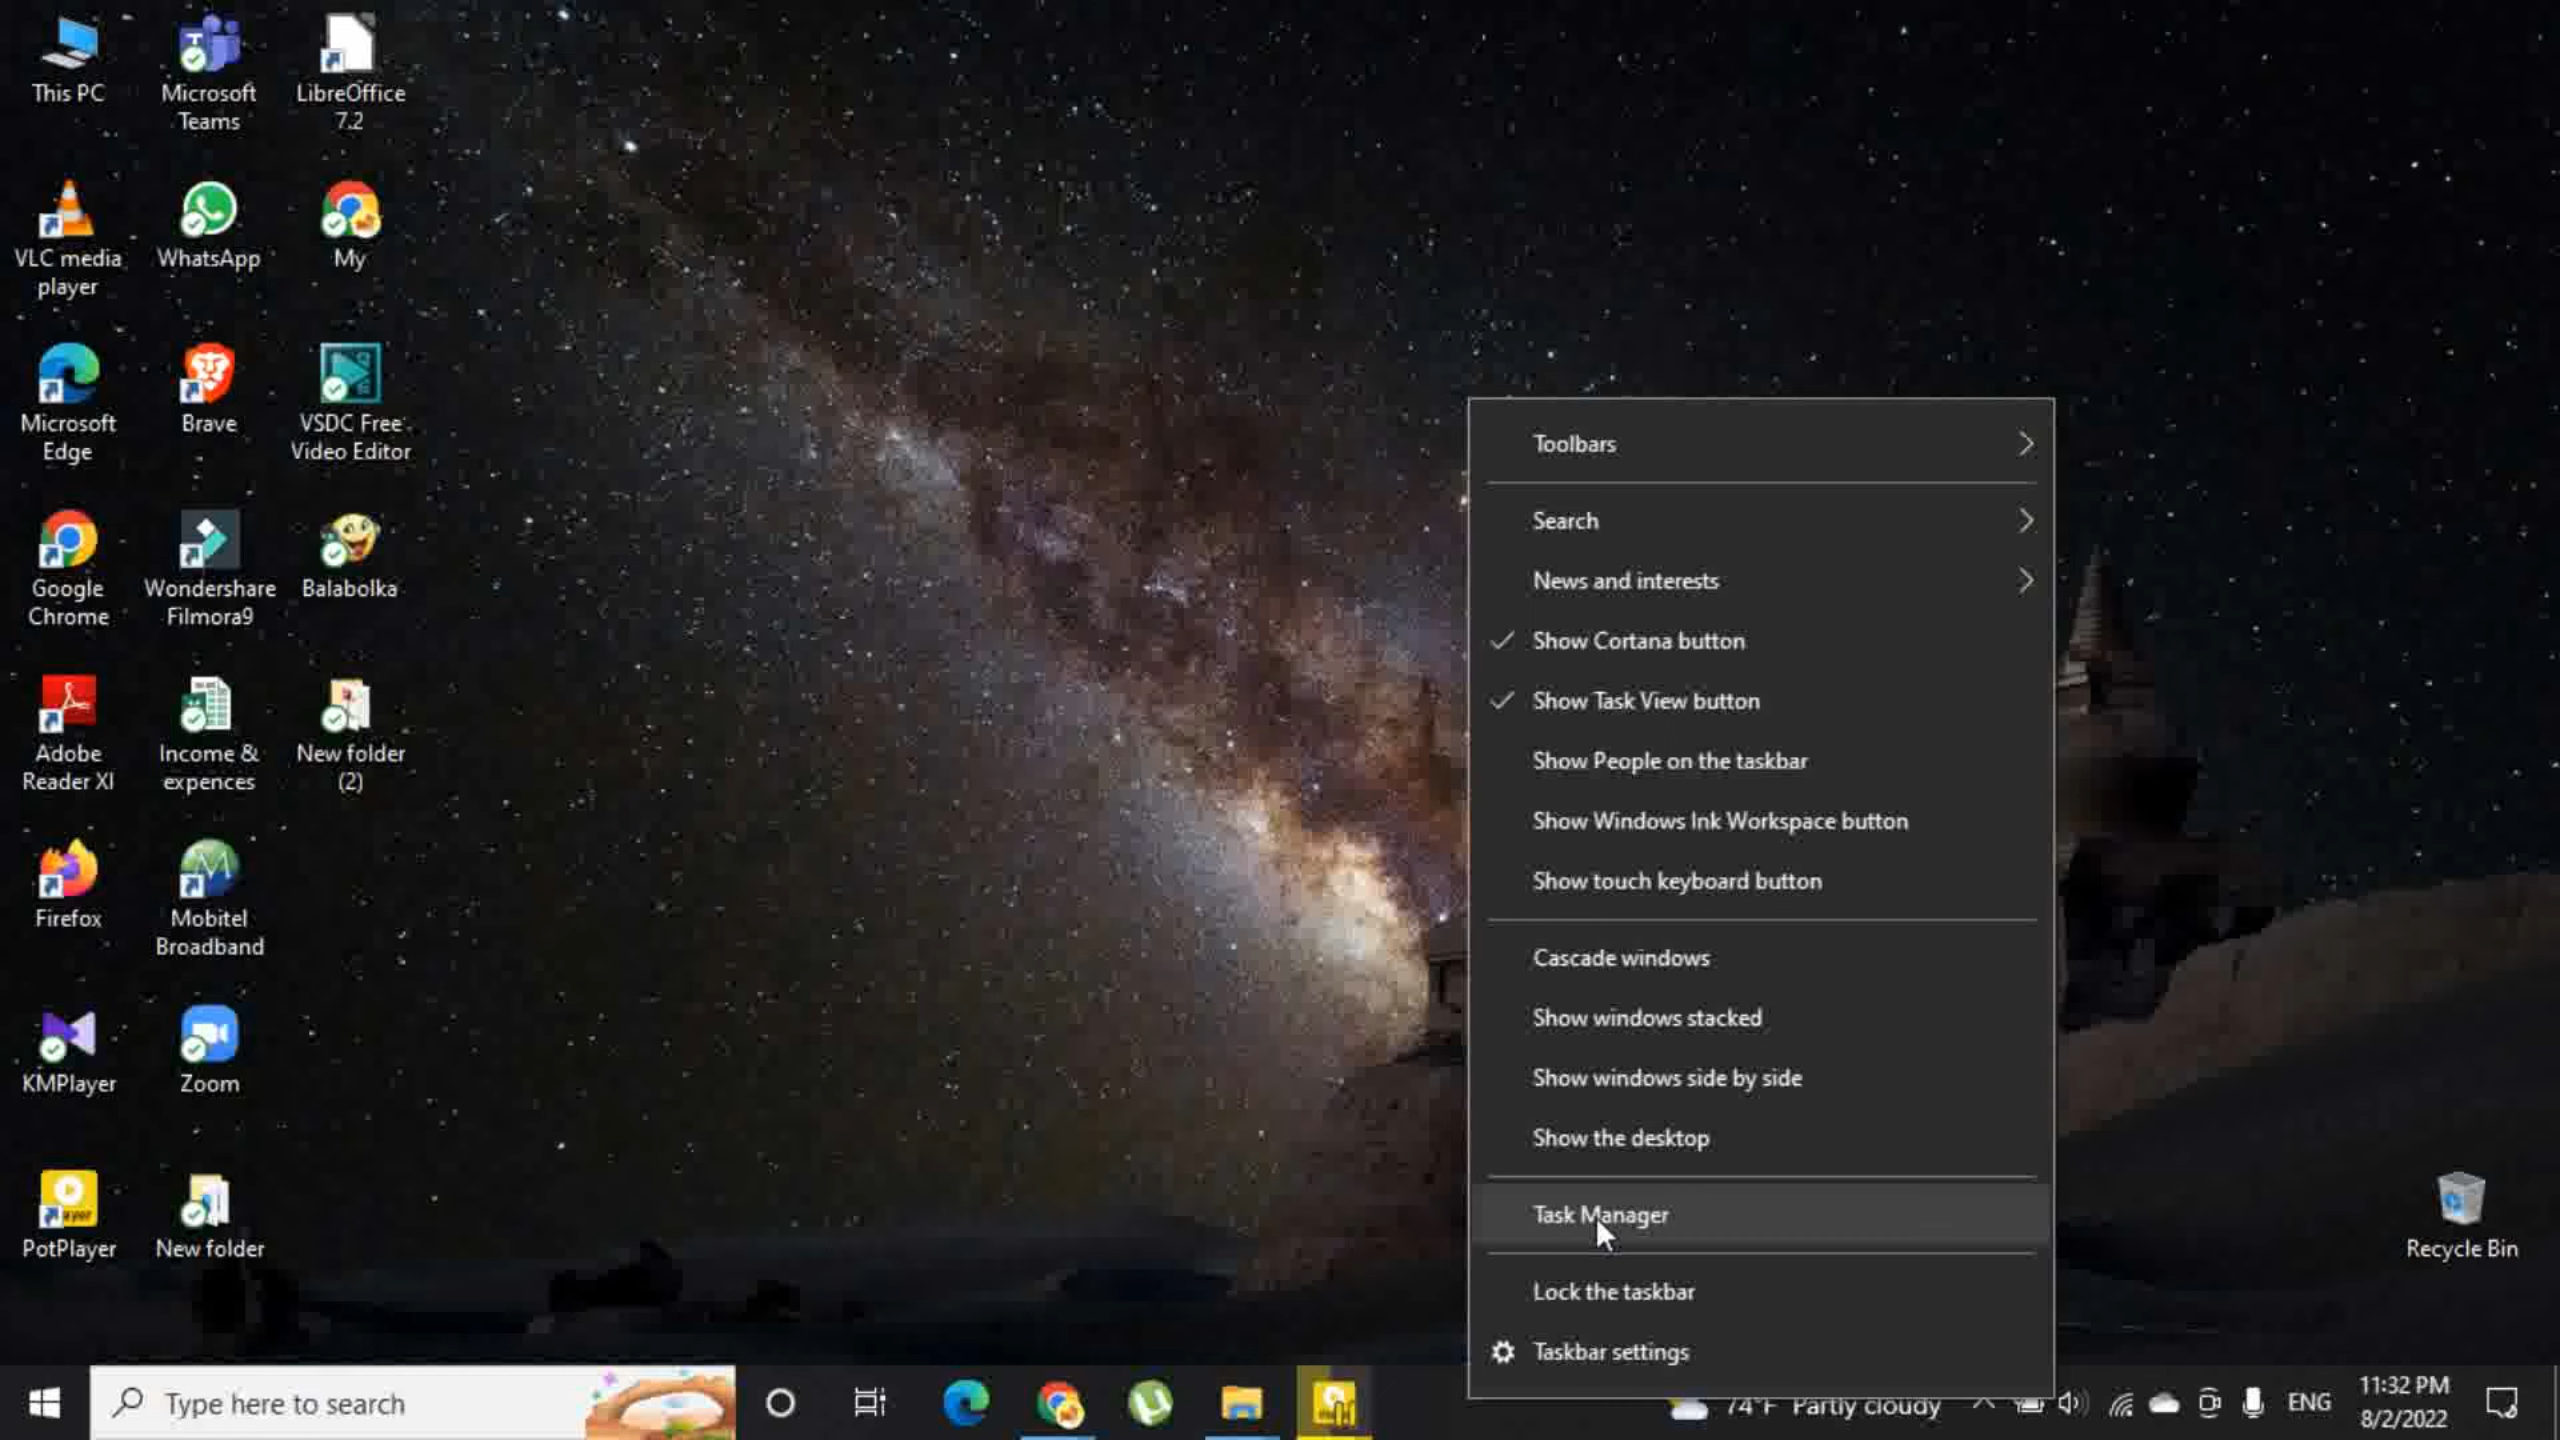 This PC
Microsoft
Teams
LibreOffice
7.2
VLC media
player
WhatsApp
My
Microsoft
Edge
Brave
VSDC Free
Video Editor
Google
Chrome
Wondershare
Filmora9
Balabolka
Adobe
Reader XI
Income &
expences
New folder
(2)
Firefox
Mobitel
Broadband
KMPlayer
Zoom
PotPlayer
New folder
Toolbars
Search
News and interests
Show Cortana button
Show Task View button
Show People on the taskbar
Show Windows Ink Workspace button
Show touch keyboard button
Cascade windows
Show windows stacked
Show windows side by side
Show the desktop
Task Manager
Lock the taskbar
Taskbar settings
Recycle Bin
Type here to search
74°F Partly cloudy
ENG
11:32 PM
8/2/2022